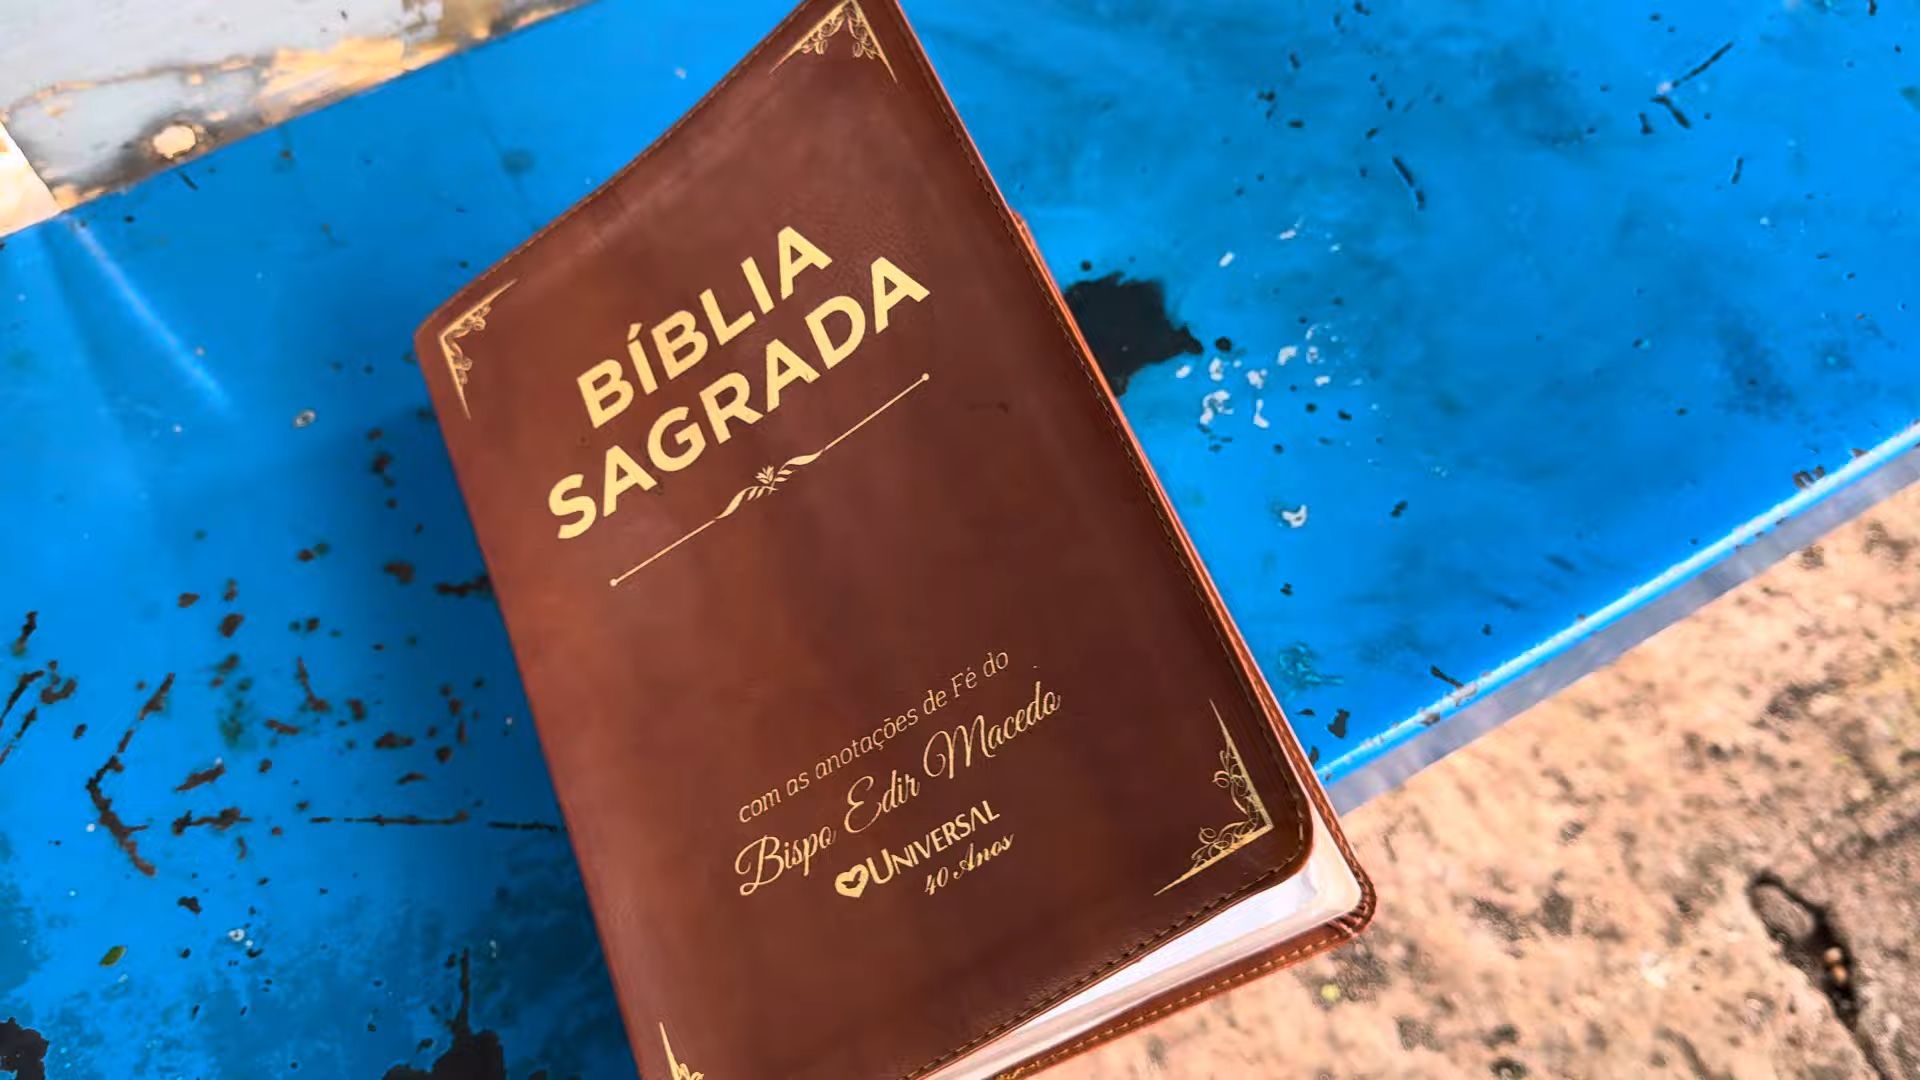 BÍBLIA
SAGRADA
com as anotações de Fé do
Bispo Edir Macedo
UNIVERSAL
40 Anos